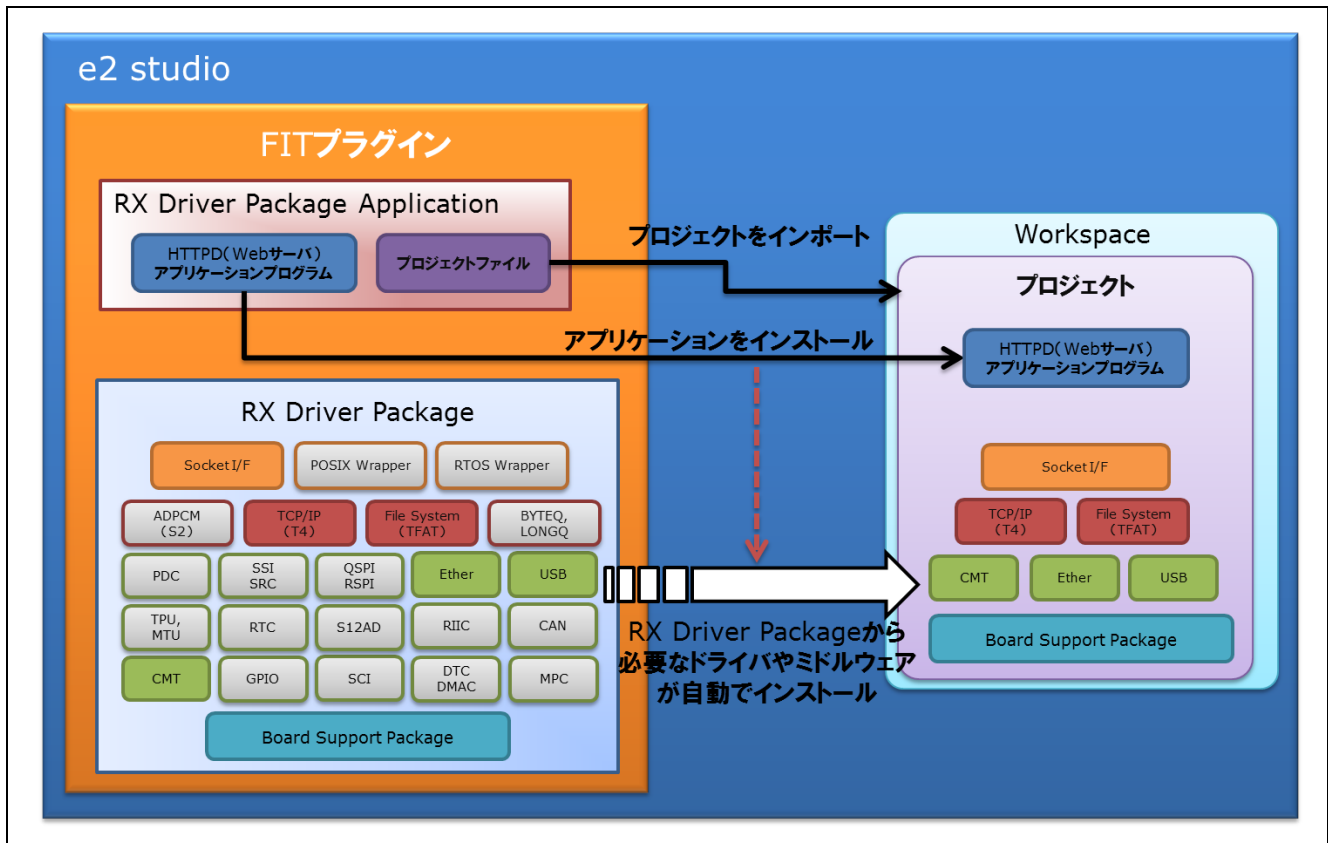 e2 studio
FITプラグイン
RX Driver Package Application
HTTPD(Webサーバ)
アプリケーションプログラム
プロジェクトファイル
プロジェクトをインポート
アプリケーションをインストール
RX Driver Package
Socket I/F
POSIX Wrapper
RTOS Wrapper
ADPCM
(S2)
TCP/IP
(T4)
File System
(TFAT)
BYTEQ,
LONGQ
PDC
SSI
SRC
QSPI
RSPI
Ether
USB
TPU,
MTU
RTC
S12AD
RIIC
CAN
CMT
GPIO
SCI
DTC
DMAC
MPC
Board Support Package
RX Driver Packageから
必要なドライバやミドルウェア
が自動でインストール
Workspace
プロジェクト
HTTPD(Webサーバ)
アプリケーションプログラム
Socket I/F
TCP/IP
(T4)
File System
(TFAT)
CMT
Ether
USB
Board Support Package